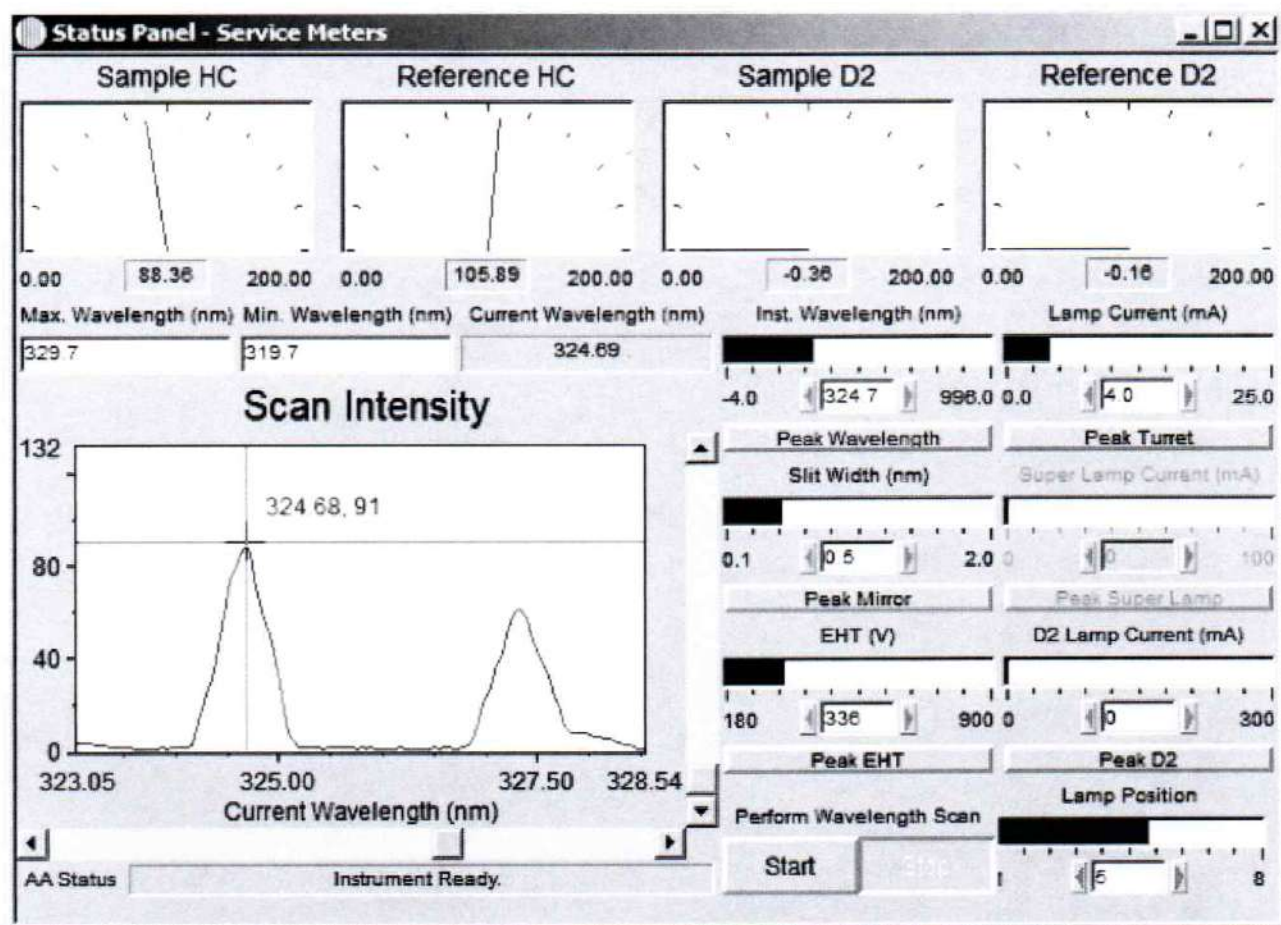 Status Panel - Service Meters
Sample HC Reference HC Sample D2 Reference D2
0.00 88.36 200.00 0.00 105.89 200.00 0.00 -0.36 200.00 0.00 -0.16 200.00
Max. Wavelength (nm) Min. Wavelength (nm) Current Wavelength (nm) Inst. Wavelength (nm) Lamp Current (mA)
329.7 319.7 324.69
-4.0 324.7 996.0 0.0 4.0 25.0
Scan Intensity
Peak Wavelength Peak Turret
132
Slit Width (nm) Super Lamp Current (mA)
324.68, 91
0.1 0.5 2.0 0 0 100
80
Peak Mirror Peak Super Lamp
EHT (V) D2 Lamp Current (mA)
40
180 336 900 0 0 300
0
Peak EHT Peak D2
323.05 325.00 327.50 328.54
Current Wavelength (nm)
Lamp Position
Perform Wavelength Scan
Start
AA Status Instrument Ready.
1 5 8